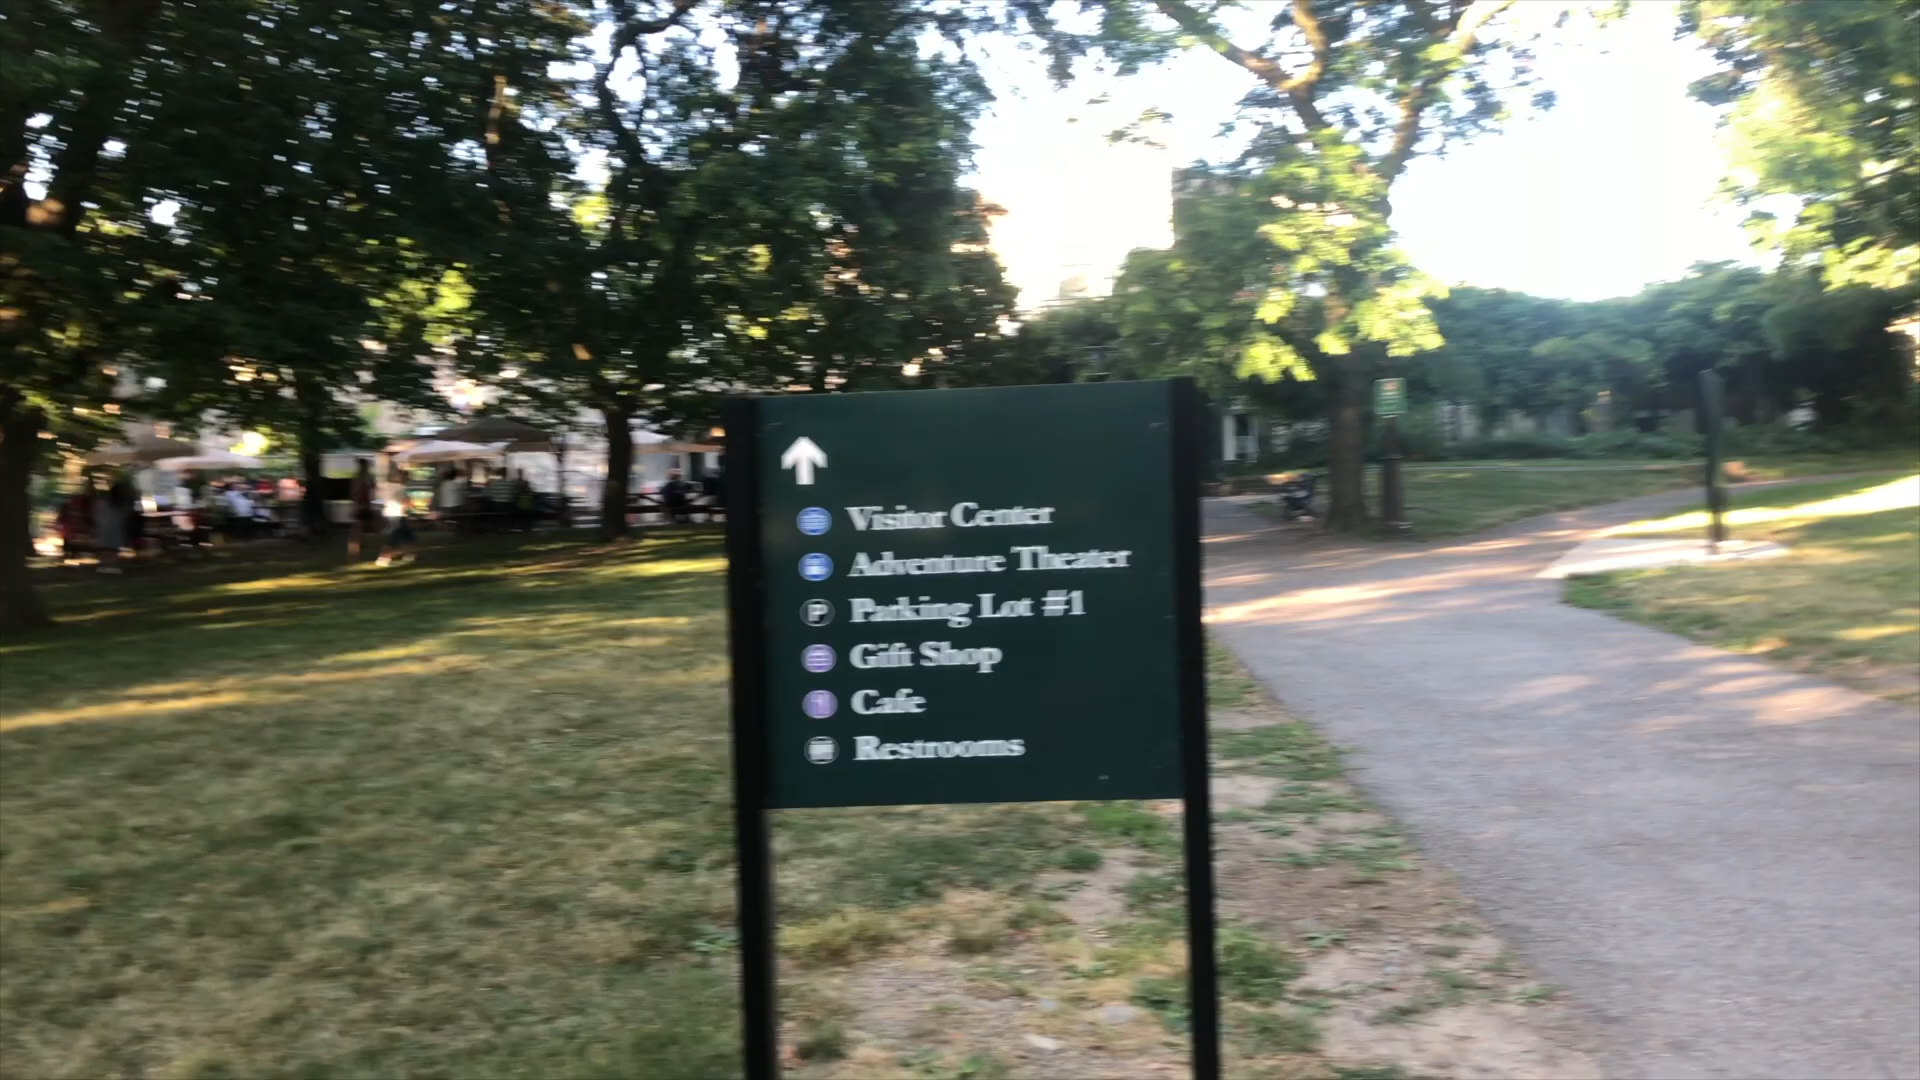 Visitor Center
Adventure Theater
P Parking Lot #1
Gift Shop
Cafe
Restrooms